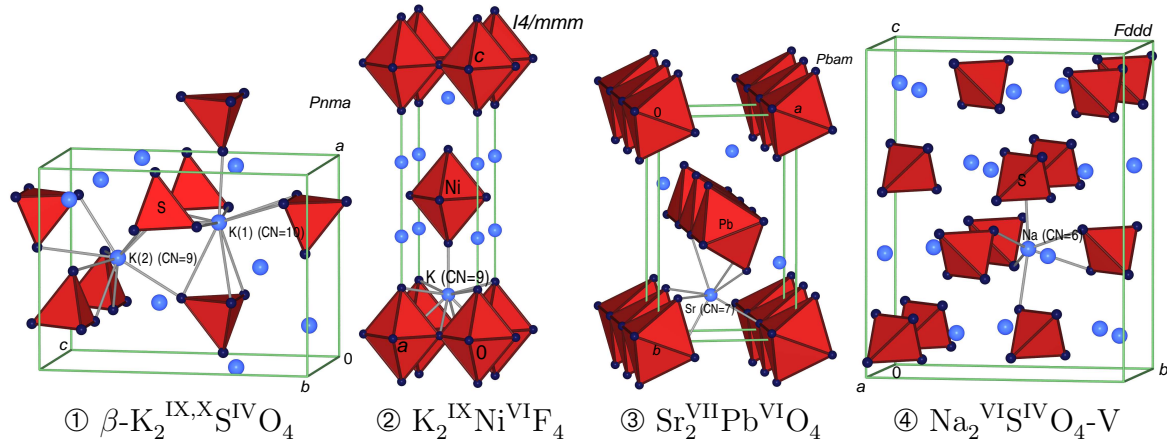 Pnma
a
S
K(1) (CN=10)
K(2) (CN=9)
c
0
b
① β-K₂^{IX,X}S^{IV}O₄
I4/mmm
c
Ni
K (CN=9)
a
0
② K₂^{IX}Ni^{VI}F₄
Pbam
0
a
Pb
Sr (CN=7)
b
③ Sr₂^{VII}Pb^{VI}O₄
c
Fddd
S
Na (CN=6)
0
a
b
④ Na₂^{VI}S^{IV}O₄-V